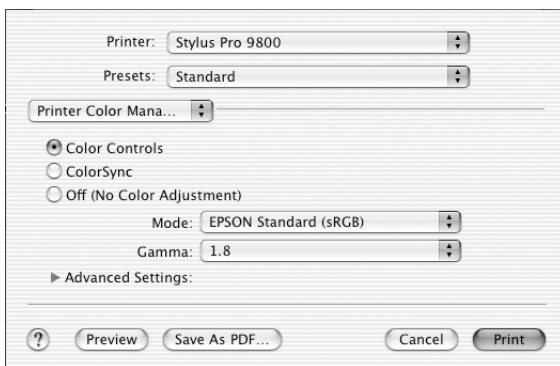 Printer: Stylus Pro 9800
Presets: Standard
Printer Color Mana...
Color Controls
ColorSync
Off (No Color Adjustment)
Mode: EPSON Standard (sRGB)
Gamma: 1.8
Advanced Settings:
? Preview Save As PDF... Cancel Print